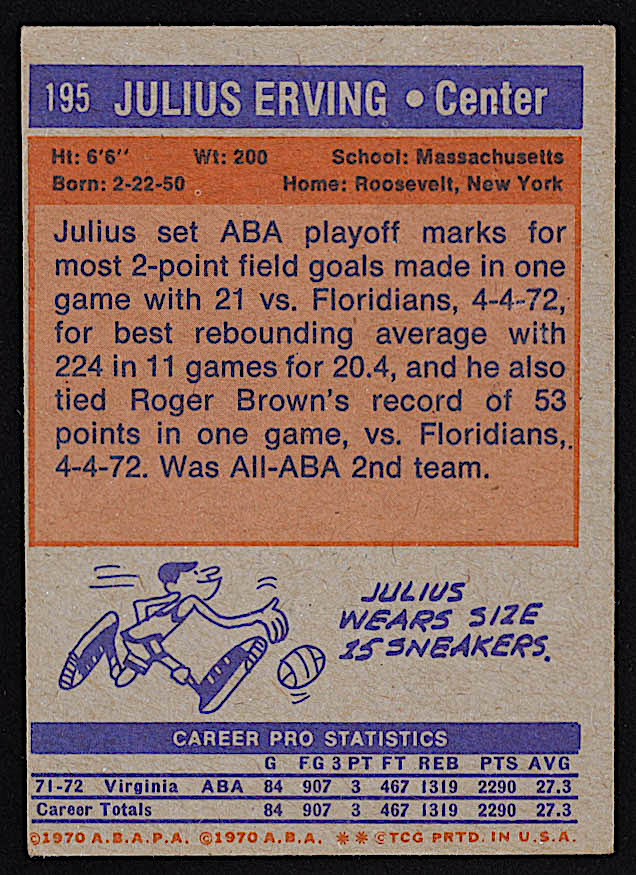 195 JULIUS ERVING • Center
Ht: 6'6" Wt: 200 School: Massachusetts
Born: 2-22-50 Home: Roosevelt, New York
Julius set ABA playoff marks for
most 2-point field goals made in one
game with 21 vs. Floridians, 4-4-72,
for best rebounding average with
224 in 11 games for 20.4, and he also
tied Roger Brown's record of 53
points in one game, vs. Floridians,
4-4-72. Was All-ABA 2nd team.
JULIUS
WEARS SIZE
15 SNEAKERS.
CAREER PRO STATISTICS
G FG 3 PT FT REB PTS AVG
71-72 Virginia ABA 84 907 3 467 1319 2290 27.3
Career Totals 84 907 3 467 1319 2290 27.3
©1970 A.B.A.P.A. ©1970 A.B.A. ** ©TCG PRTD. IN U.S.A.